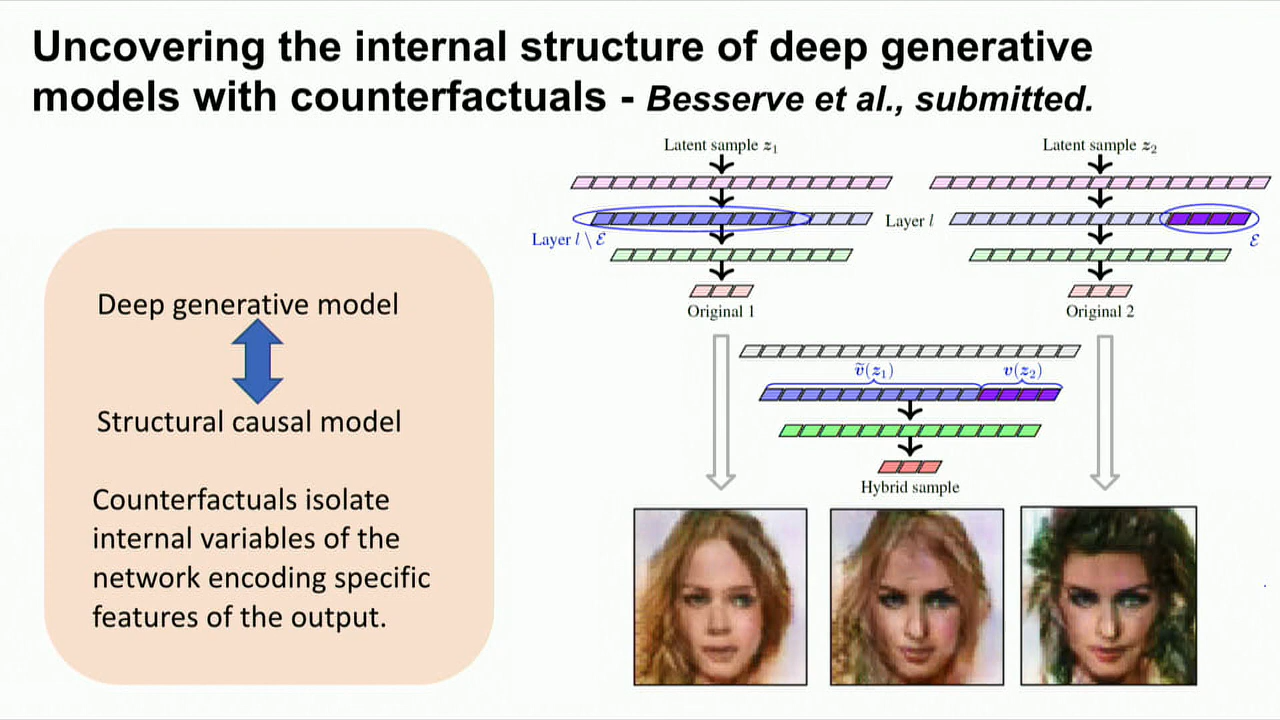 Uncovering the internal structure of deep generative
models with counterfactuals - Besserve et al., submitted.
Deep generative model
Structural causal model
Counterfactuals isolate
internal variables of the
network encoding specific
features of the output.
Latent sample z₁
Latent sample z₂
Layer l
Layer l \ ℰ
ℰ
Original 1
Original 2
ṽ(z₁)
v(z₂)
Hybrid sample